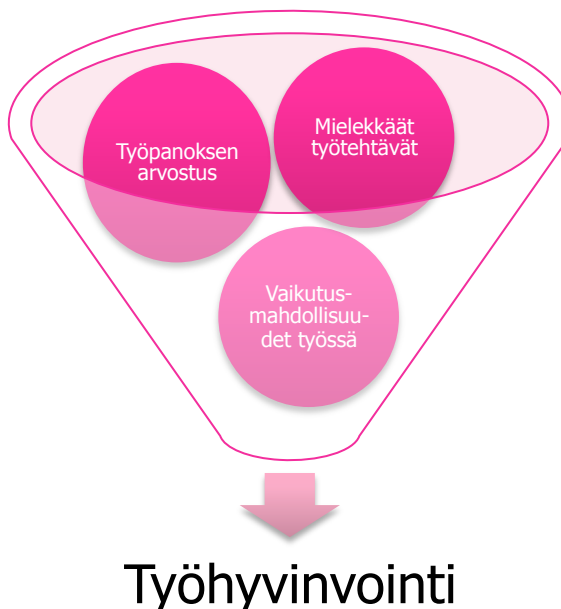 Työpanoksen
arvostus
Mielekkäät
työtehtävät
Vaikutus-
mahdollisuu-
det työssä
Työhyvinvointi